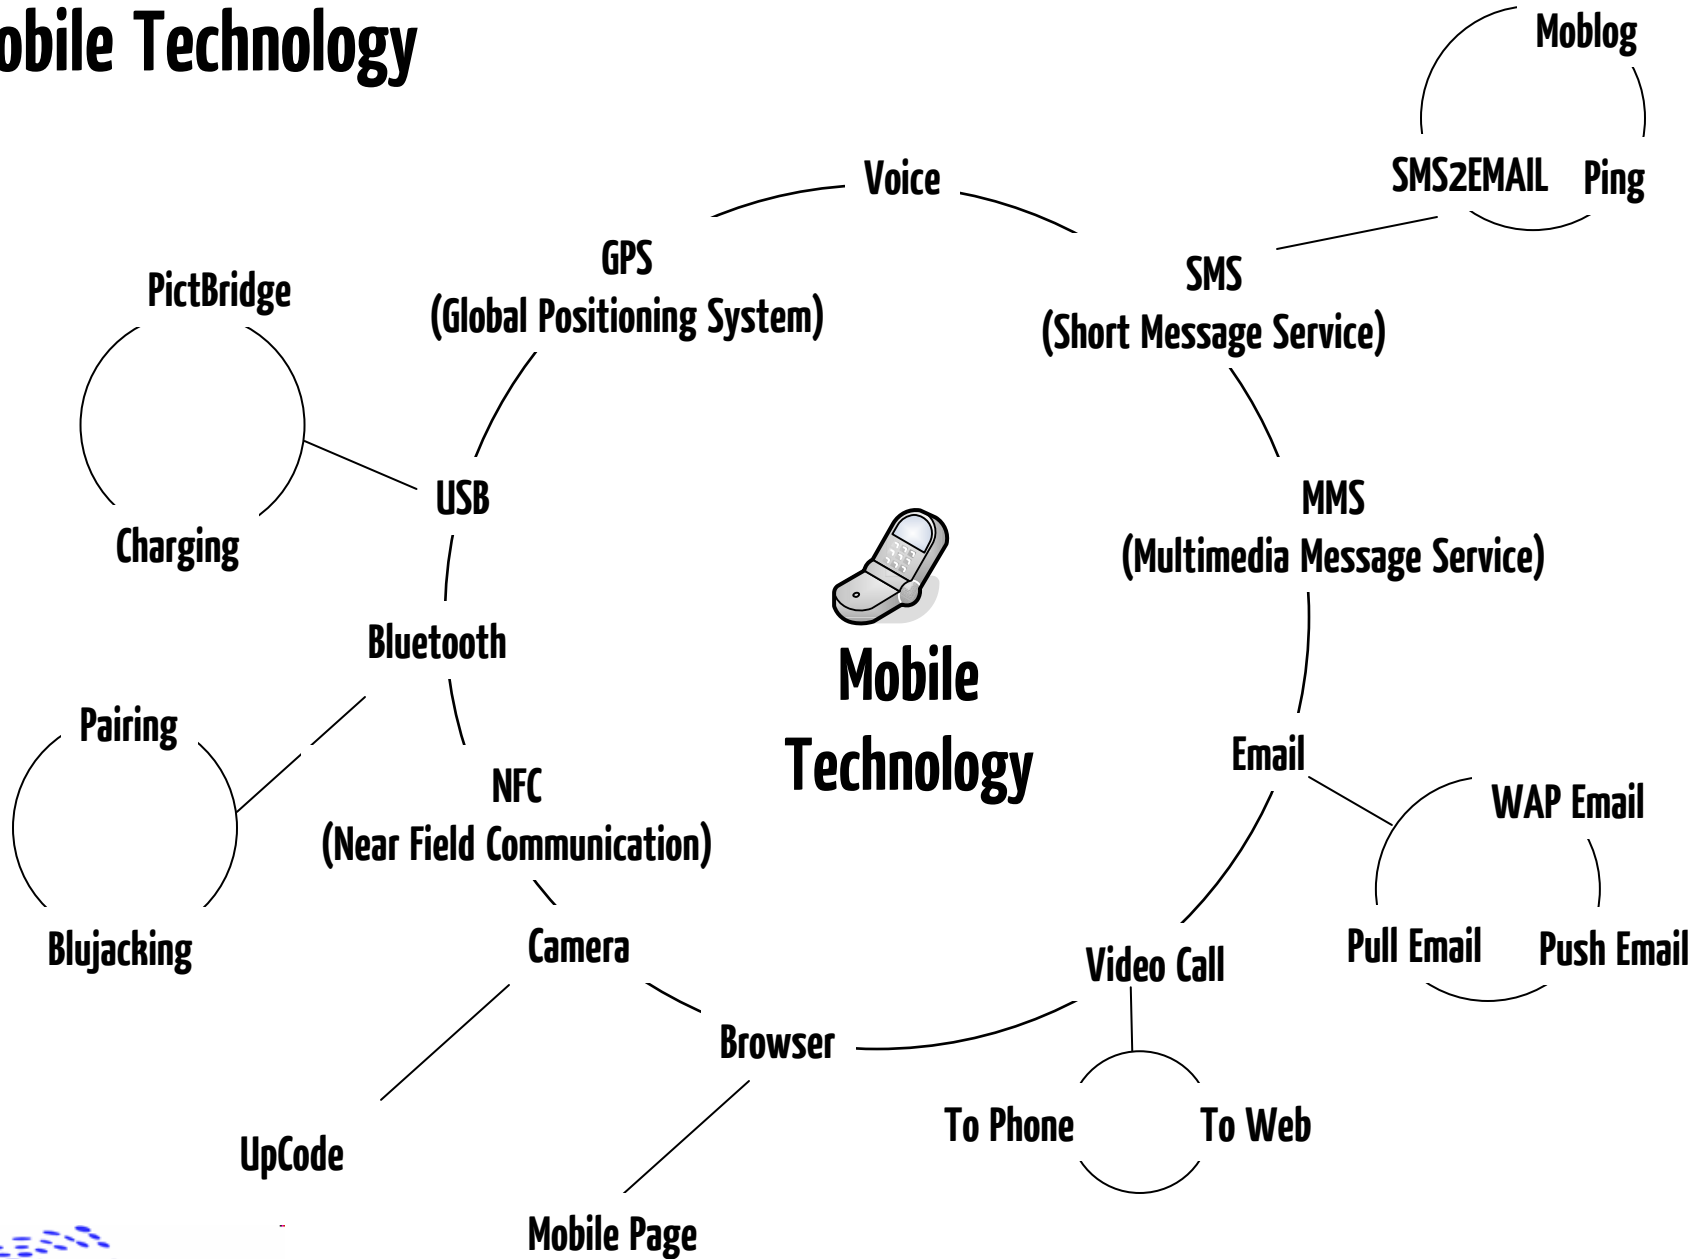 obile Technology
Moblog
SMS2EMAIL
Ping
Voice
GPS
(Global Positioning System)
SMS
(Short Message Service)
PictBridge
Charging
USB
MMS
(Multimedia Message Service)
Bluetooth
Mobile
Technology
Pairing
Blujacking
NFC
(Near Field Communication)
Email
WAP Email
Pull Email
Push Email
Camera
Video Call
Browser
To Phone
To Web
UpCode
Mobile Page